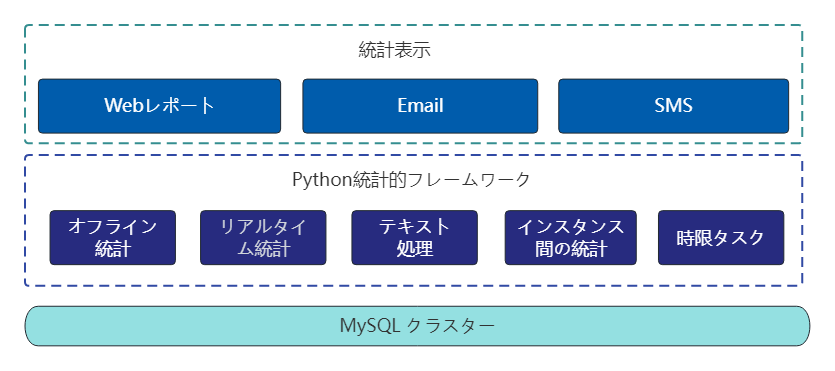 統計表示
Webレポート
Email
SMS
Python統計的フレームワーク
オフライン
統計
リアルタイ
ム統計
テキスト
処理
インスタンス
間の統計
時限タスク
MySQL クラスター